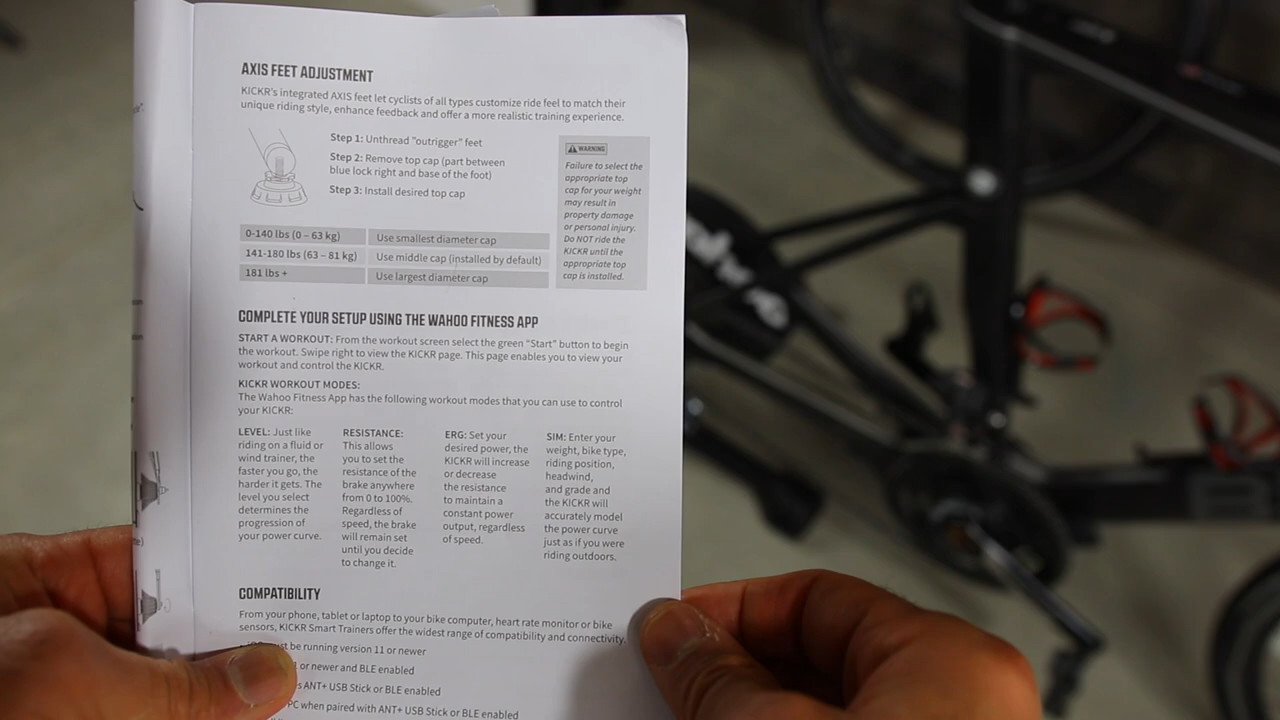 AXIS FEET ADJUSTMENT
KICKR's integrated AXIS feet let cyclists of all types customize ride feel to match their
unique riding style, enhance feedback and offer a more realistic training experience.
Step 1: Unthread "outrigger" feet
Step 2: Remove top cap (part between
blue lock right and base of the foot)
Step 3: Install desired top cap
WARNING
Failure to select the
appropriate top
cap for your weight
may result in
property damage
or personal injury.
Do NOT ride the
KICKR until the
appropriate top
cap is installed.
0-140 lbs (0 – 63 kg) Use smallest diameter cap
141-180 lbs (63 – 81 kg) Use middle cap (installed by default)
181 lbs + Use largest diameter cap
COMPLETE YOUR SETUP USING THE WAHOO FITNESS APP
START A WORKOUT: From the workout screen select the green "Start" button to begin
the workout. Swipe right to view the KICKR page. This page enables you to view your
workout and control the KICKR.
KICKR WORKOUT MODES:
The Wahoo Fitness App has the following workout modes that you can use to control
your KICKR:
LEVEL: Just like
riding on a fluid or
wind trainer, the
faster you go, the
harder it gets. The
level you select
determines the
progression of
your power curve.
RESISTANCE:
This allows
you to set the
resistance of the
brake anywhere
from 0 to 100%.
Regardless of
speed, the brake
will remain set
until you decide
to change it.
ERG: Set your
desired power, the
KICKR will increase
or decrease
the resistance
to maintain a
constant power
output, regardless
of speed.
SIM: Enter your
weight, bike type,
riding position,
headwind,
and grade and
the KICKR will
accurately model
the power curve
just as if you were
riding outdoors.
COMPATIBILITY
From your phone, tablet or laptop to your bike computer, heart rate monitor or bike
sensors, KICKR Smart Trainers offer the widest range of compatibility and connectivity.
be running version 11 or newer
or newer and BLE enabled
ANT+ USB Stick or BLE enabled
PC when paired with ANT+ USB Stick or BLE enabled